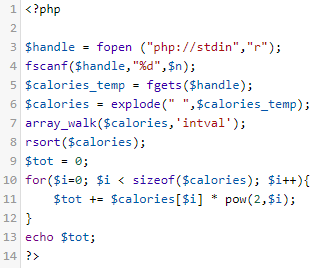 1 <?php
2
3 $handle = fopen ("php://stdin","r");
4 fscanf($handle,"%d",$n);
5 $calories_temp = fgets($handle);
6 $calories = explode(" ",$calories_temp);
7 array_walk($calories,'intval');
8 rsort($calories);
9 $tot = 0;
10 for($i=0; $i < sizeof($calories); $i++){
11     $tot += $calories[$i] * pow(2,$i);
12 }
13 echo $tot;
14 ?>